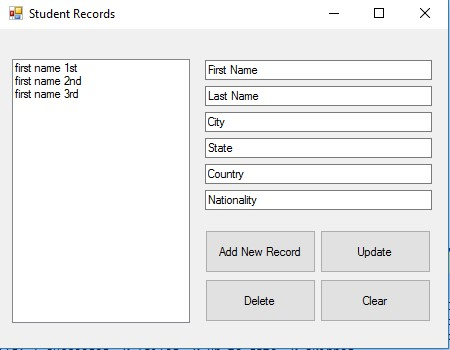 Student Records
first name 1st
first name 2nd
first name 3rd
First Name
Last Name
City
State
Country
Nationality
Add New Record
Update
Delete
Clear